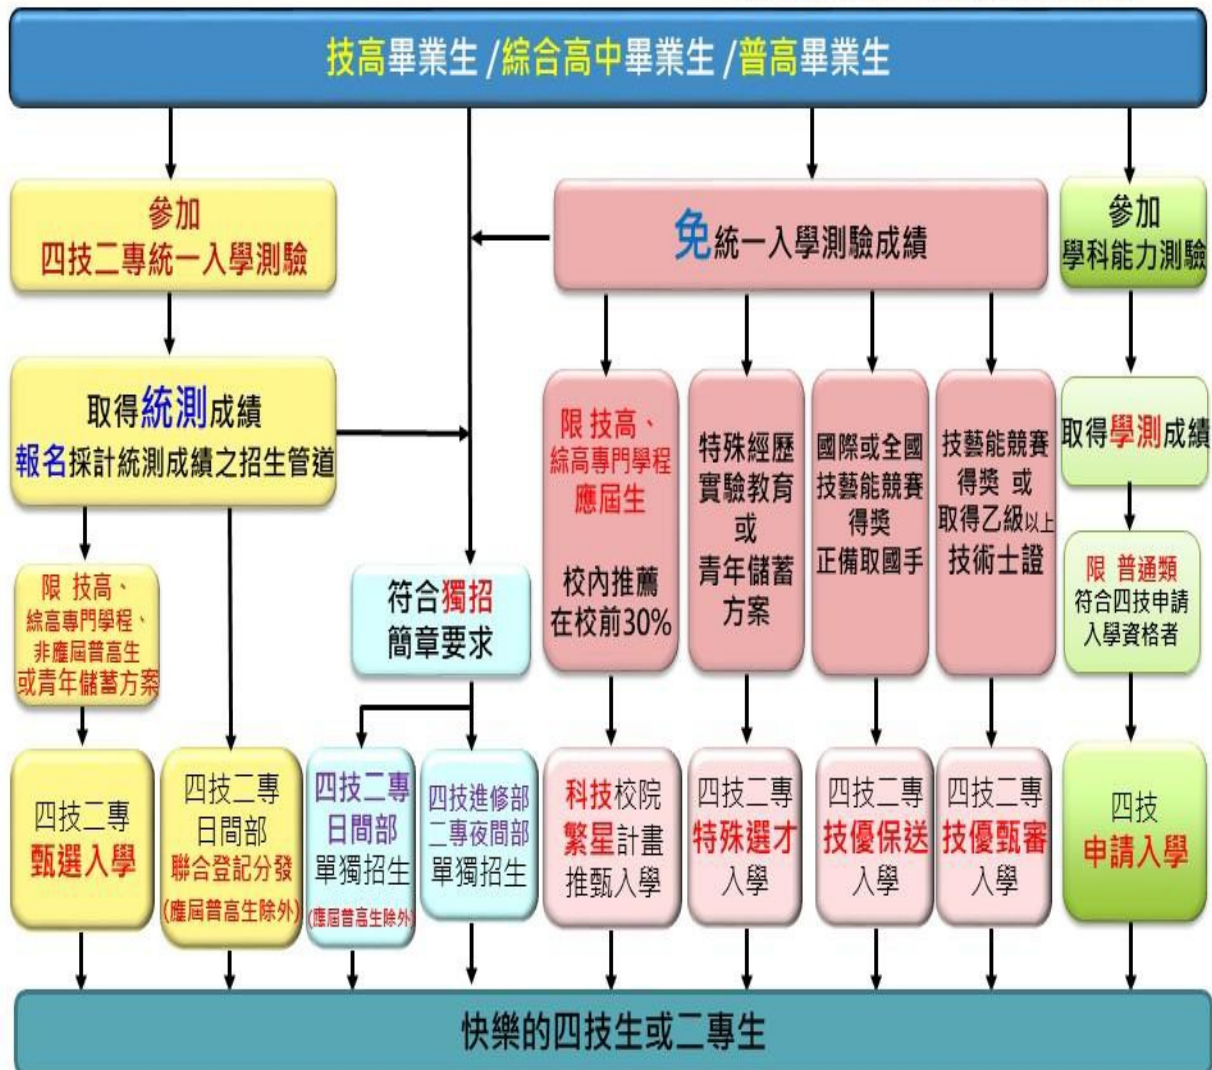 技高畢業生 /綜合高中畢業生 /普高畢業生
參加
四技二專統一入學測驗
免統一入學測驗成績
參加
學科能力測驗
取得統測成績
報名採計統測成績之招生管道
限 技高、
綜高專門學程
應屆生
校內推薦
在校前30%
特殊經歷
實驗教育
或
青年儲蓄
方案
國際或全國
技藝能競賽
得獎
正備取國手
技藝能競賽
得獎 或
取得乙級以上
技術士證
取得學測成績
限 技高、
綜高專門學程、
非應屆普高生
或青年儲蓄方案
符合獨招
簡章要求
限 普通類
符合四技申請
入學資格者
四技二專
甄選入學
四技二專
日間部
聯合登記分發
(應屆普高生除外)
四技二專
日間部
單獨招生
(應屆普高生除外)
四技進修部
二專夜間部
單獨招生
科技校院
繁星計畫
推甄入學
四技二專
特殊選才
入學
四技二專
技優保送
入學
四技二專
技優甄審
入學
四技
申請入學
快樂的四技生或二專生